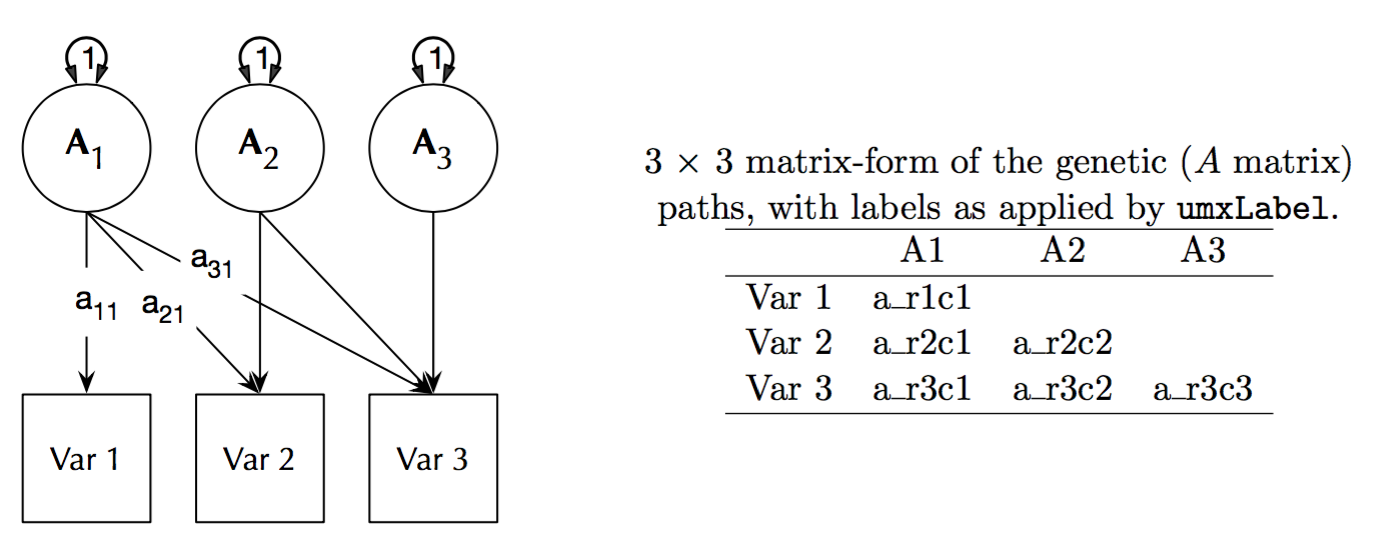 1 1 1
A1 A2 A3
a31
a11 a21
Var 1 Var 2 Var 3
3 × 3 matrix-form of the genetic (A matrix)
paths, with labels as applied by umxLabel.
A1 A2 A3
Var 1 a_r1c1
Var 2 a_r2c1 a_r2c2
Var 3 a_r3c1 a_r3c2 a_r3c3